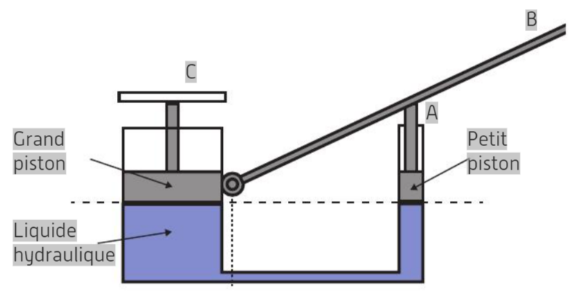 B
C
A
Grand
piston
Petit
piston
Liquide
hydraulique